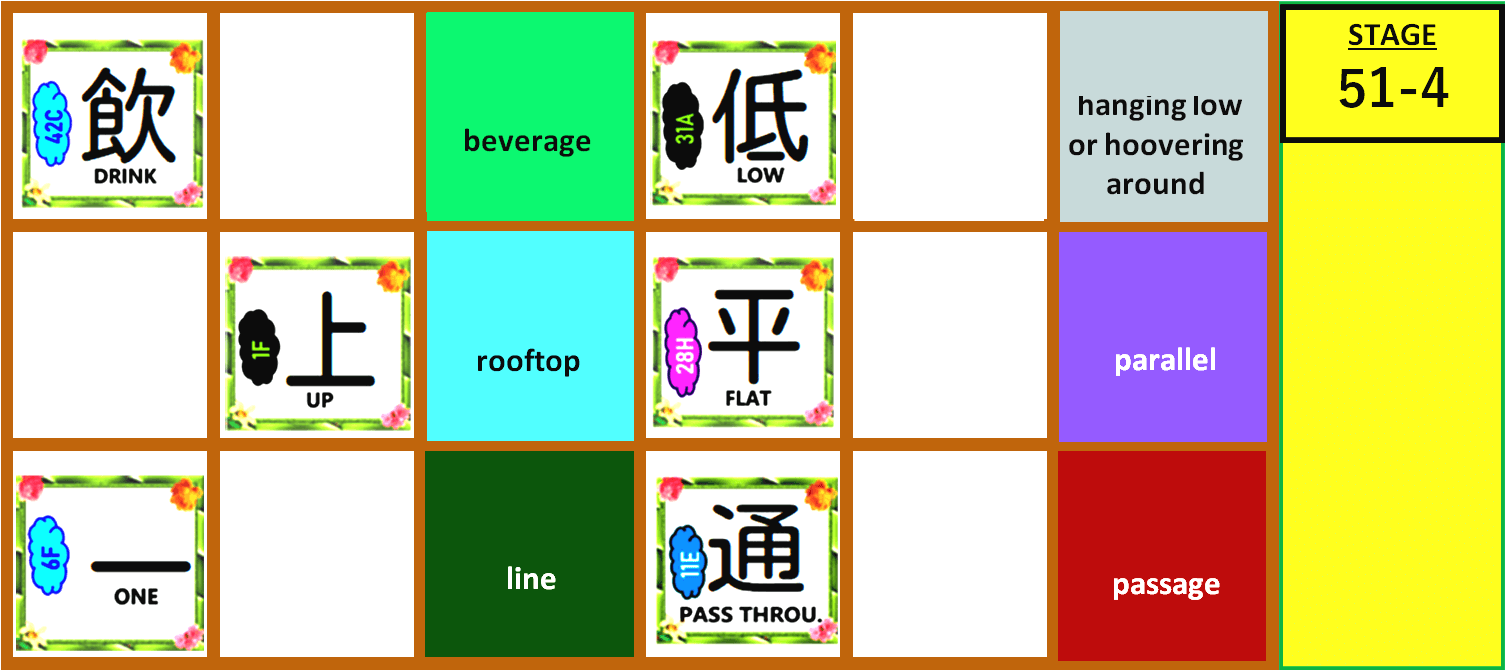 42C
飲
DRINK
beverage
31A
低
LOW
hanging low
or hoovering
around
STAGE
51-4
1F
上
UP
rooftop
28H
平
FLAT
parallel
6F
一
ONE
line
11E
通
PASS THROU.
passage